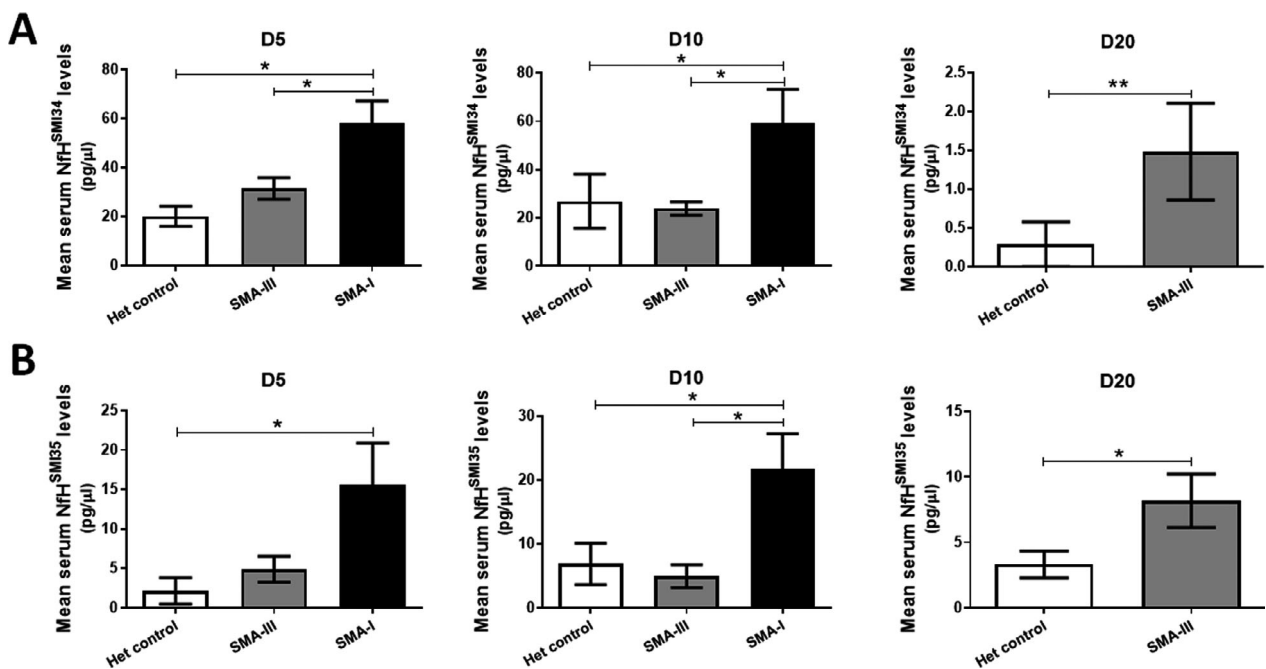 A
D5
Mean serum NfH^SMI34 levels
(pg/µl)
80
60
40
20
0
*
*
Het control
SMA-III
SMA-I
D10
Mean serum NfH^SMI34 levels
(pg/µl)
80
60
40
20
0
*
*
Het control
SMA-III
SMA-I
D20
Mean serum NfH^SMI34 levels
(pg/µl)
2.5
2.0
1.5
1.0
0.5
0.0
**
Het control
SMA-III
B
D5
Mean serum NfH^SMI35 levels
(pg/µl)
25
20
15
10
5
0
*
Het control
SMA-III
SMA-I
D10
Mean serum NfH^SMI35 levels
(pg/µl)
30
20
10
0
*
*
Het control
SMA-III
SMA-I
D20
Mean serum NfH^SMI35 levels
(pg/µl)
15
10
5
0
*
Het control
SMA-III